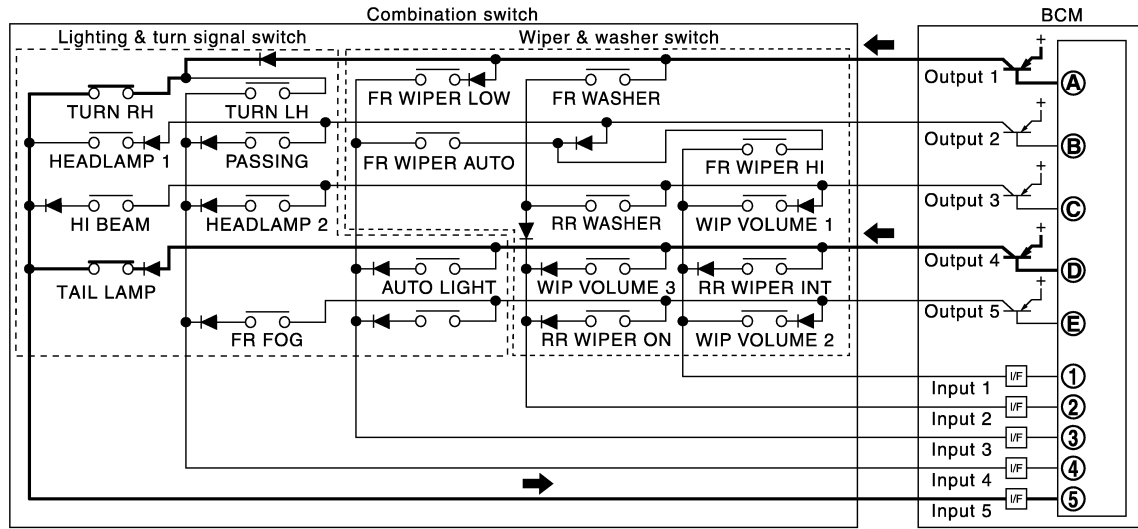 Combination switch
BCM
Lighting & turn signal switch
Wiper & washer switch
+
Output 1
A
TURN RH
TURN LH
FR WIPER LOW
FR WASHER
+
Output 2
B
HEADLAMP 1
PASSING
FR WIPER AUTO
FR WIPER HI
+
Output 3
C
HI BEAM
HEADLAMP 2
RR WASHER
WIP VOLUME 1
+
Output 4
D
TAIL LAMP
AUTO LIGHT
WIP VOLUME 3
RR WIPER INT
+
Output 5
E
FR FOG
RR WIPER ON
WIP VOLUME 2
Input 1
I/F
1
Input 2
I/F
2
Input 3
I/F
3
Input 4
I/F
4
Input 5
I/F
5